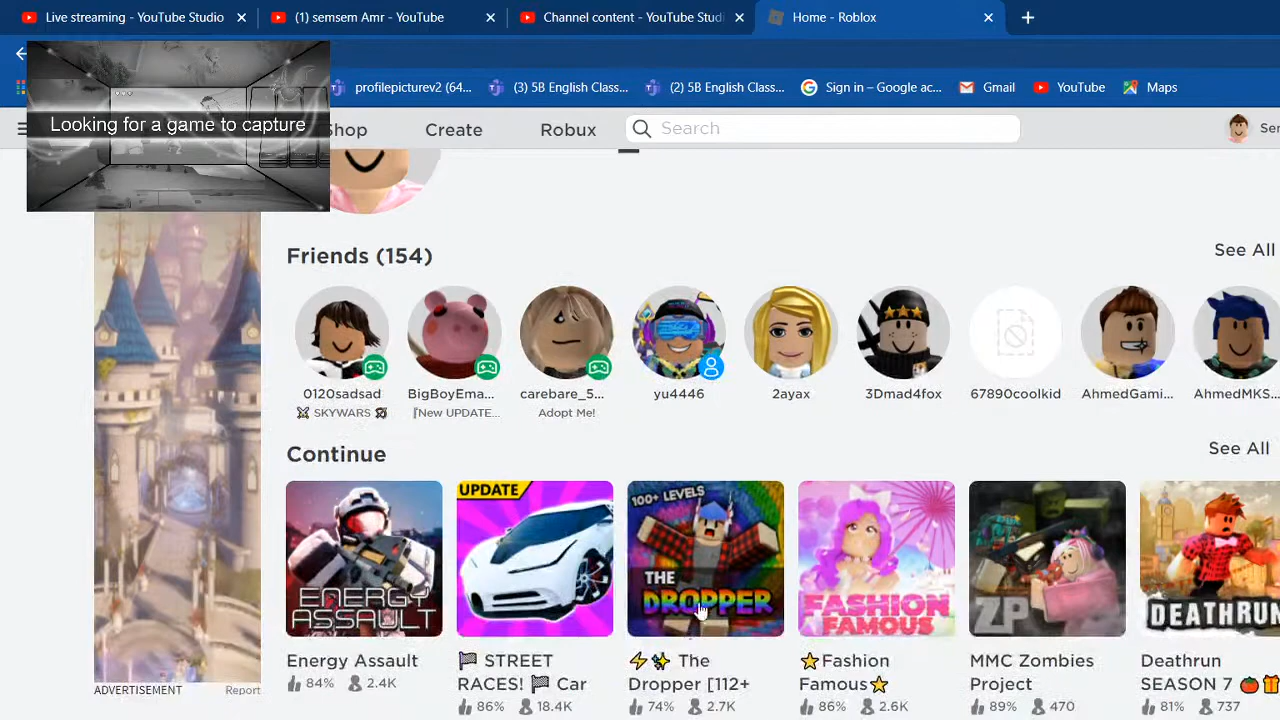 Live streaming - YouTube Studio
(1) semsem Amr - YouTube
Channel content - YouTube Studi
Home - Roblox
profilepicturev2 (64...
(3) 5B English Class...
(2) 5B English Class...
Sign in – Google ac...
Gmail
YouTube
Maps
Looking for a game to capture
Shop
Create
Robux
Search
Ser
Friends (154)
See All
0120sadsad
BigBoyEma...
carebare_5...
yu4446
2ayax
3Dmad4fox
67890coolkid
AhmedGami...
AhmedMKS...
SKYWARS
[New UPDATE...
Adopt Me!
Continue
See All
ENERGY
ASSAULT
UPDATE
100+ LEVELS
THE
DROPPER
FASHION
FAMOUS
ZP
DEATHRUN
Energy Assault
84% 2.4K
STREET
RACES! Car
86% 18.4K
The
Dropper [112+
74% 2.7K
Fashion
Famous
86% 2.6K
MMC Zombies
Project
89% 470
Deathrun
SEASON 7
81% 737
ADVERTISEMENT
Report